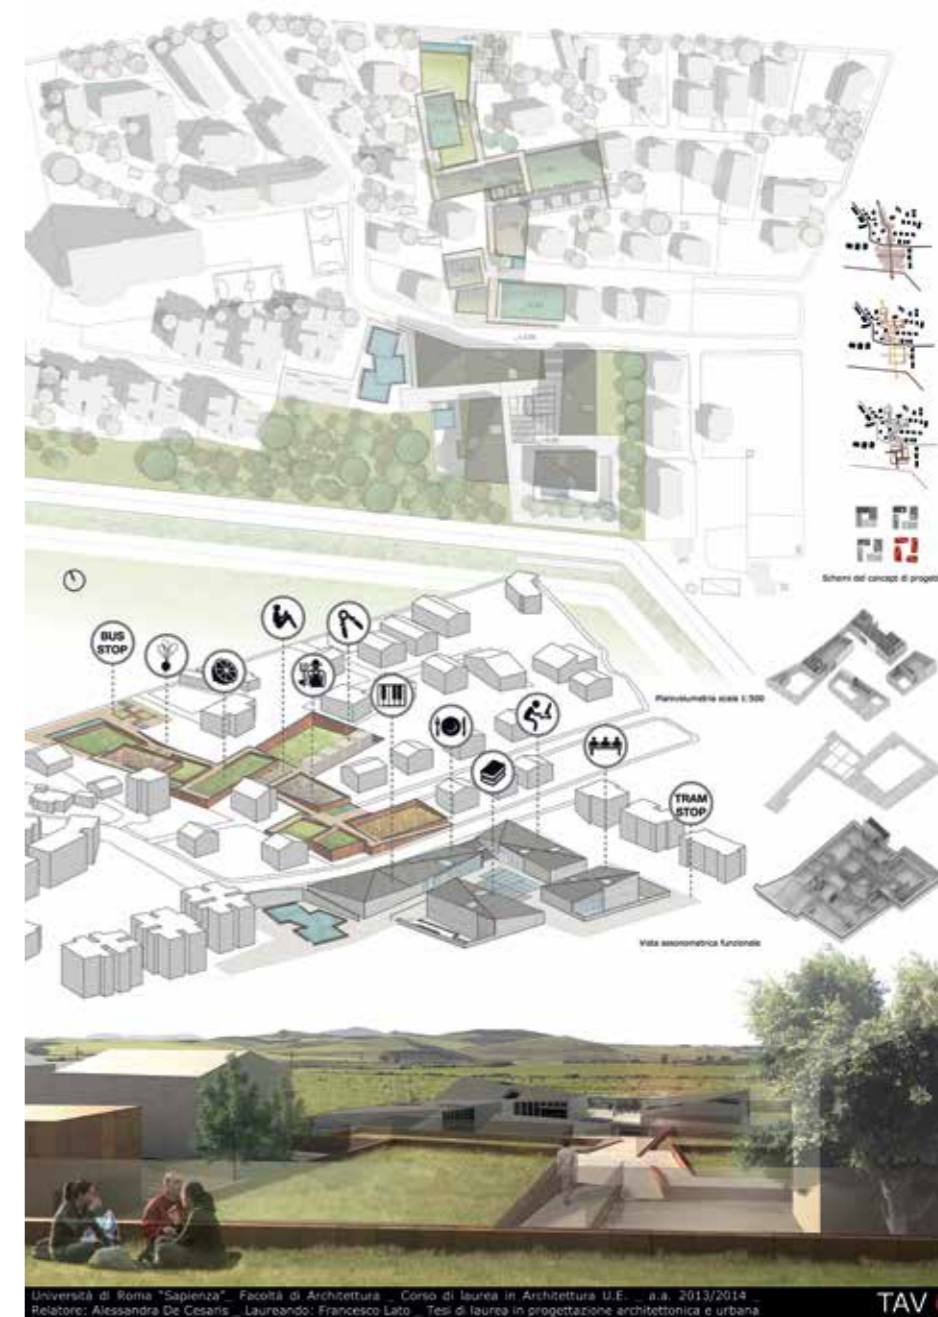 Schemi del concept di proget
BUS
STOP
Planivolumetria scala 1:500
TRAM
STOP
Vista assonometrica funzionale
Università di Roma "Sapienza"_ Facoltà di Architettura _ Corso di laurea in Architettura U.E. _ a.a. 2013/2014 _
Relatore: Alessandra De Cesaris _ Laureando: Francesco Lato _ Tesi di laurea in progettazione architettonica e urbana
TAV